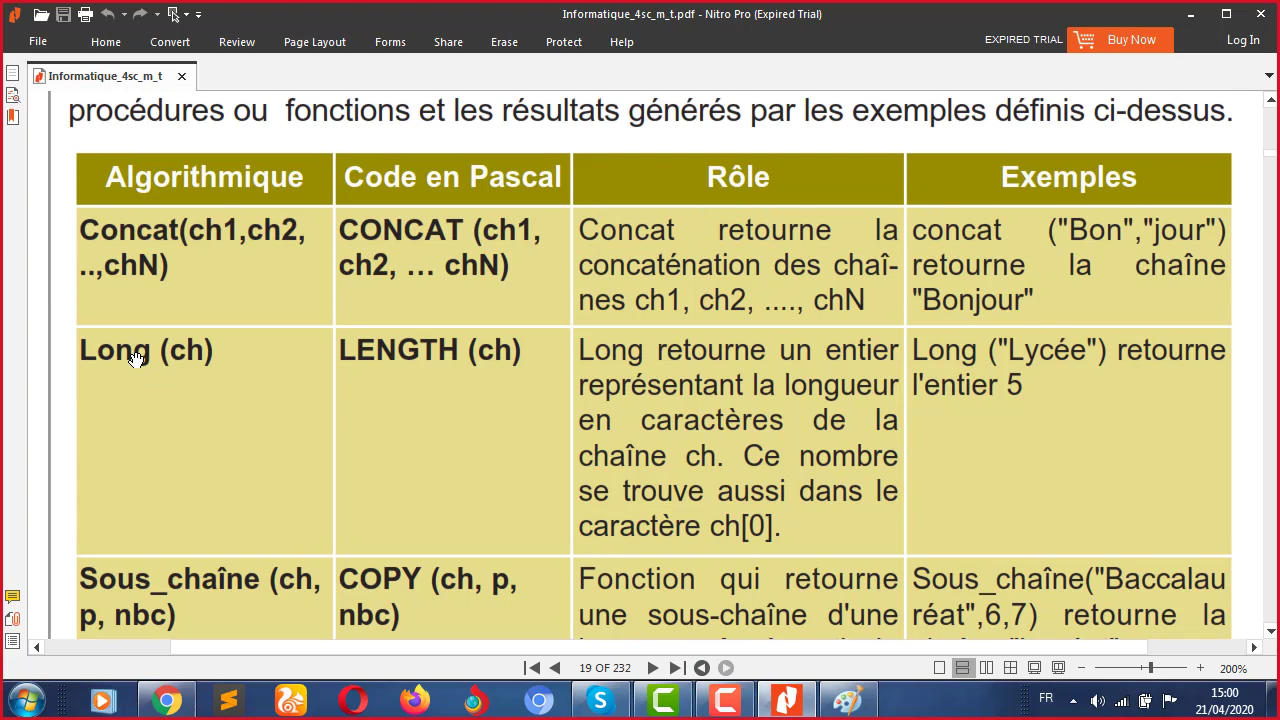 Informatique_4sc_m_t.pdf - Nitro Pro (Expired Trial)
File Home Convert Review Page Layout Forms Share Erase Protect Help EXPIRED TRIAL Buy Now Log In
Informatique_4sc_m_t
procédures ou fonctions et les résultats générés par les exemples définis ci-dessus.
Algorithmique
Code en Pascal
Rôle
Exemples
Concat(ch1,ch2,
..,chN)
CONCAT (ch1,
ch2, … chN)
Concat retourne la
concaténation des chaî-
nes ch1, ch2, ...., chN
concat ("Bon","jour")
retourne la chaîne
"Bonjour"
Long (ch)
LENGTH (ch)
Long retourne un entier
représentant la longueur
en caractères de la
chaîne ch. Ce nombre
se trouve aussi dans le
caractère ch[0].
Long ("Lycée") retourne
l'entier 5
Sous_chaîne (ch,
p, nbc)
COPY (ch, p,
nbc)
Fonction qui retourne
une sous-chaîne d'une
Sous_chaîne("Baccalau
réat",6,7) retourne la
19 OF 232
200%
FR
15:00
21/04/2020